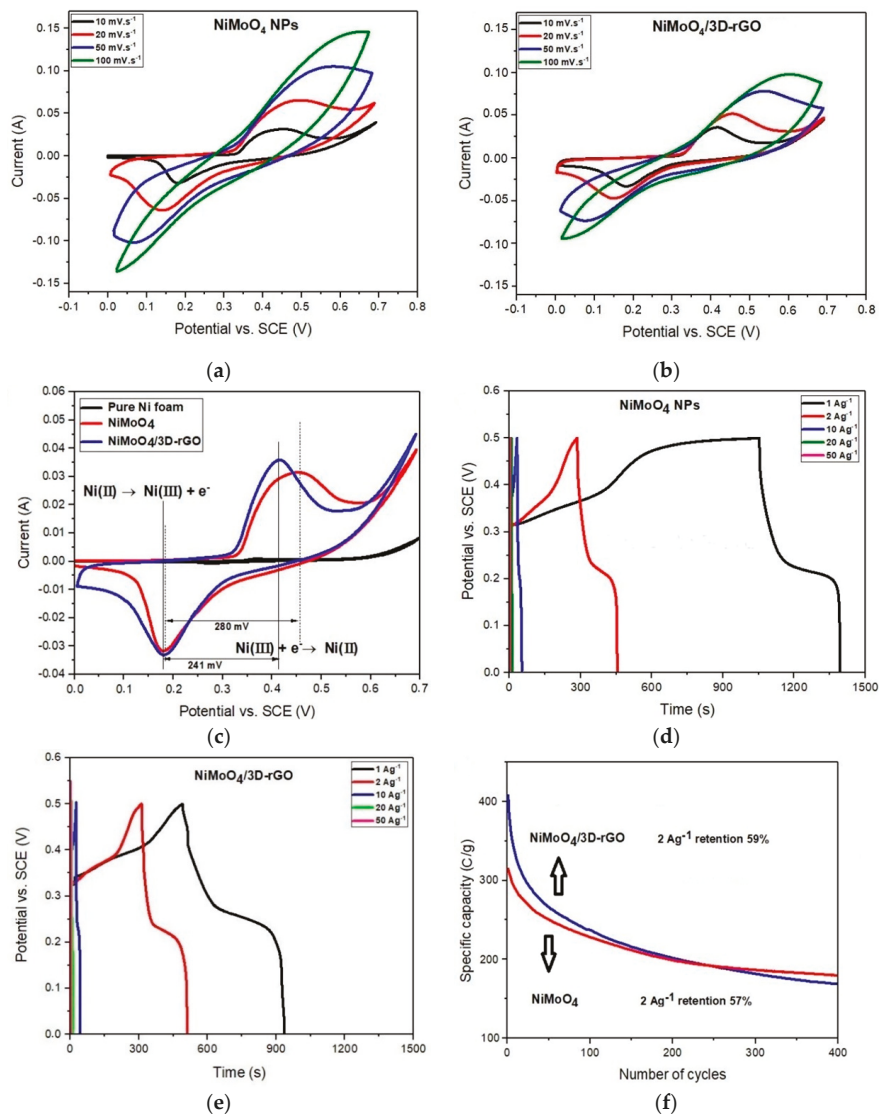 NiMoO4 NPs
10 mV.s-1
20 mV.s-1
50 mV.s-1
100 mV.s-1
Current (A)
0.15
0.10
0.05
0.00
-0.05
-0.10
-0.15
-0.1 0.0 0.1 0.2 0.3 0.4 0.5 0.6 0.7 0.8
Potential vs. SCE (V)
(a)
NiMoO4/3D-rGO
10 mV.s-1
20 mV.s-1
50 mV.s-1
100 mV.s-1
Current (A)
0.15
0.10
0.05
0.00
-0.05
-0.10
-0.15
-0.1 0.0 0.1 0.2 0.3 0.4 0.5 0.6 0.7 0.8
Potential vs. SCE (V)
(b)
Pure Ni foam
NiMoO4
NiMoO4/3D-rGO
Ni(II) → Ni(III) + e-
280 mV
Ni(III) + e-→ Ni(II)
241 mV
Current (A)
0.06
0.05
0.04
0.03
0.02
0.01
0.00
-0.01
-0.02
-0.03
-0.04
0.0 0.1 0.2 0.3 0.4 0.5 0.6 0.7
Potential vs. SCE (V)
(c)
NiMoO4 NPs
1 Ag-1
2 Ag-1
10 Ag-1
20 Ag-1
50 Ag-1
Potential vs. SCE (V)
0.6
0.5
0.4
0.3
0.2
0.1
0.0
0 300 600 900 1200 1500
Time (s)
(d)
NiMoO4/3D-rGO
1 Ag-1
2 Ag-1
10 Ag-1
20 Ag-1
50 Ag-1
Potential vs. SCE (V)
0.6
0.5
0.4
0.3
0.2
0.1
0.0
0 300 600 900 1200 1500
Time (s)
(e)
Specific capacity (C/g)
400
300
200
100
NiMoO4/3D-rGO
2 Ag-1 retention 59%
NiMoO4
2 Ag-1 retention 57%
0 100 200 300 400
Number of cycles
(f)